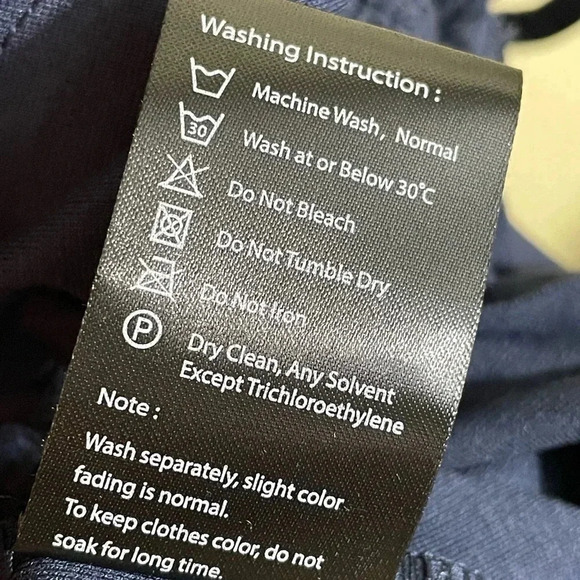 Washing Instruction :
Machine Wash, Normal
30
Wash at or Below 30℃
Do Not Bleach
Do Not Tumble Dry
Do Not Iron
P
Dry Clean, Any Solvent
Except Trichloroethylene
Note :
Wash separately, slight color
fading is normal.
To keep clothes color, do not
soak for long time.